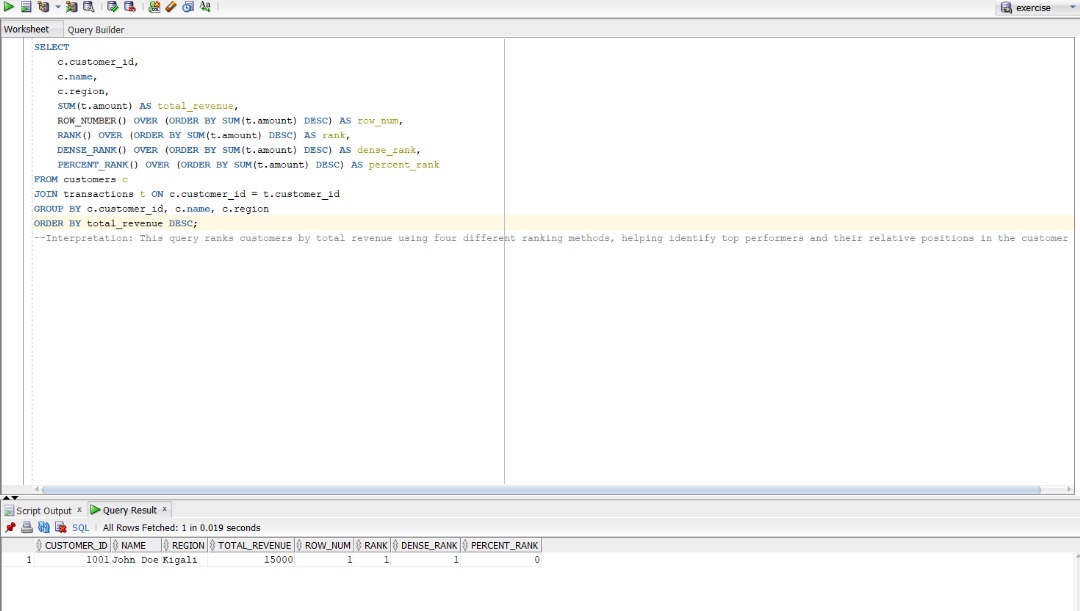 exercise
Worksheet Query Builder
SELECT
c.customer_id,
c.name,
c.region,
SUM(t.amount) AS total_revenue,
ROW_NUMBER() OVER (ORDER BY SUM(t.amount) DESC) AS row_num,
RANK() OVER (ORDER BY SUM(t.amount) DESC) AS rank,
DENSE_RANK() OVER (ORDER BY SUM(t.amount) DESC) AS dense_rank,
PERCENT_RANK() OVER (ORDER BY SUM(t.amount) DESC) AS percent_rank
FROM customers c
JOIN transactions t ON c.customer_id = t.customer_id
GROUP BY c.customer_id, c.name, c.region
ORDER BY total_revenue DESC;
--Interpretation: This query ranks customers by total revenue using four different ranking methods, helping identify top performers and their relative positions in the customer
Script Output x Query Result x
SQL All Rows Fetched: 1 in 0.019 seconds
CUSTOMER_ID NAME REGION TOTAL_REVENUE ROW_NUM RANK DENSE_RANK PERCENT_RANK
1 1001 John Doe Kigali 15000 1 1 1 0